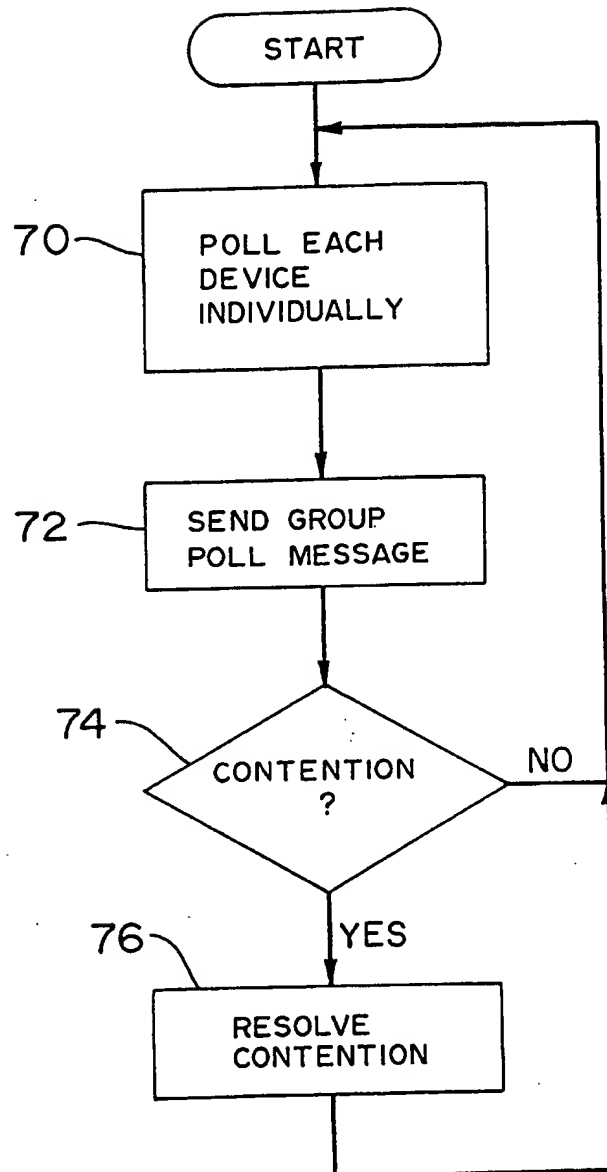 START
70
POLL EACH
DEVICE
INDIVIDUALLY
72
SEND GROUP
POLL MESSAGE
74
CONTENTION
?
NO
YES
76
RESOLVE
CONTENTION